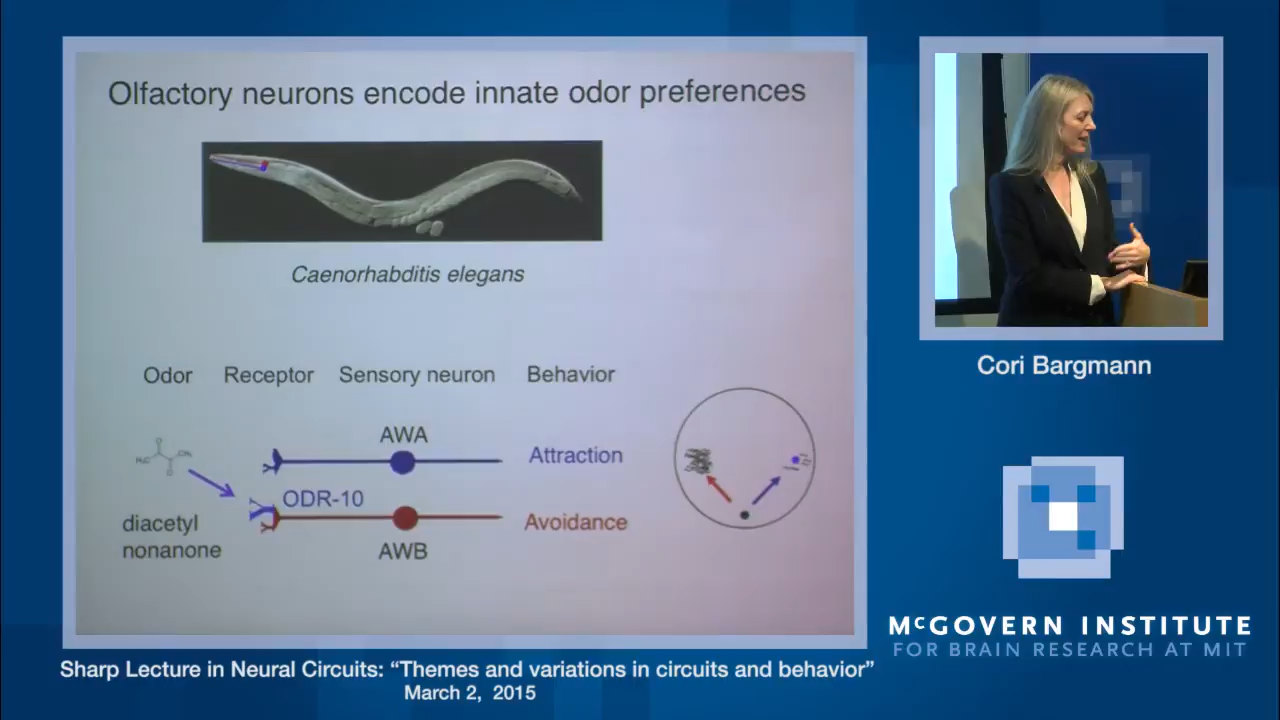 Olfactory neurons encode innate odor preferences
Caenorhabditis elegans
Odor Receptor Sensory neuron Behavior
AWA
Attraction
ODR-10
diacetyl
nonanone
Avoidance
AWB
Cori Bargmann
McGOVERN INSTITUTE
FOR BRAIN RESEARCH AT MIT
Sharp Lecture in Neural Circuits: “Themes and variations in circuits and behavior”
March 2, 2015